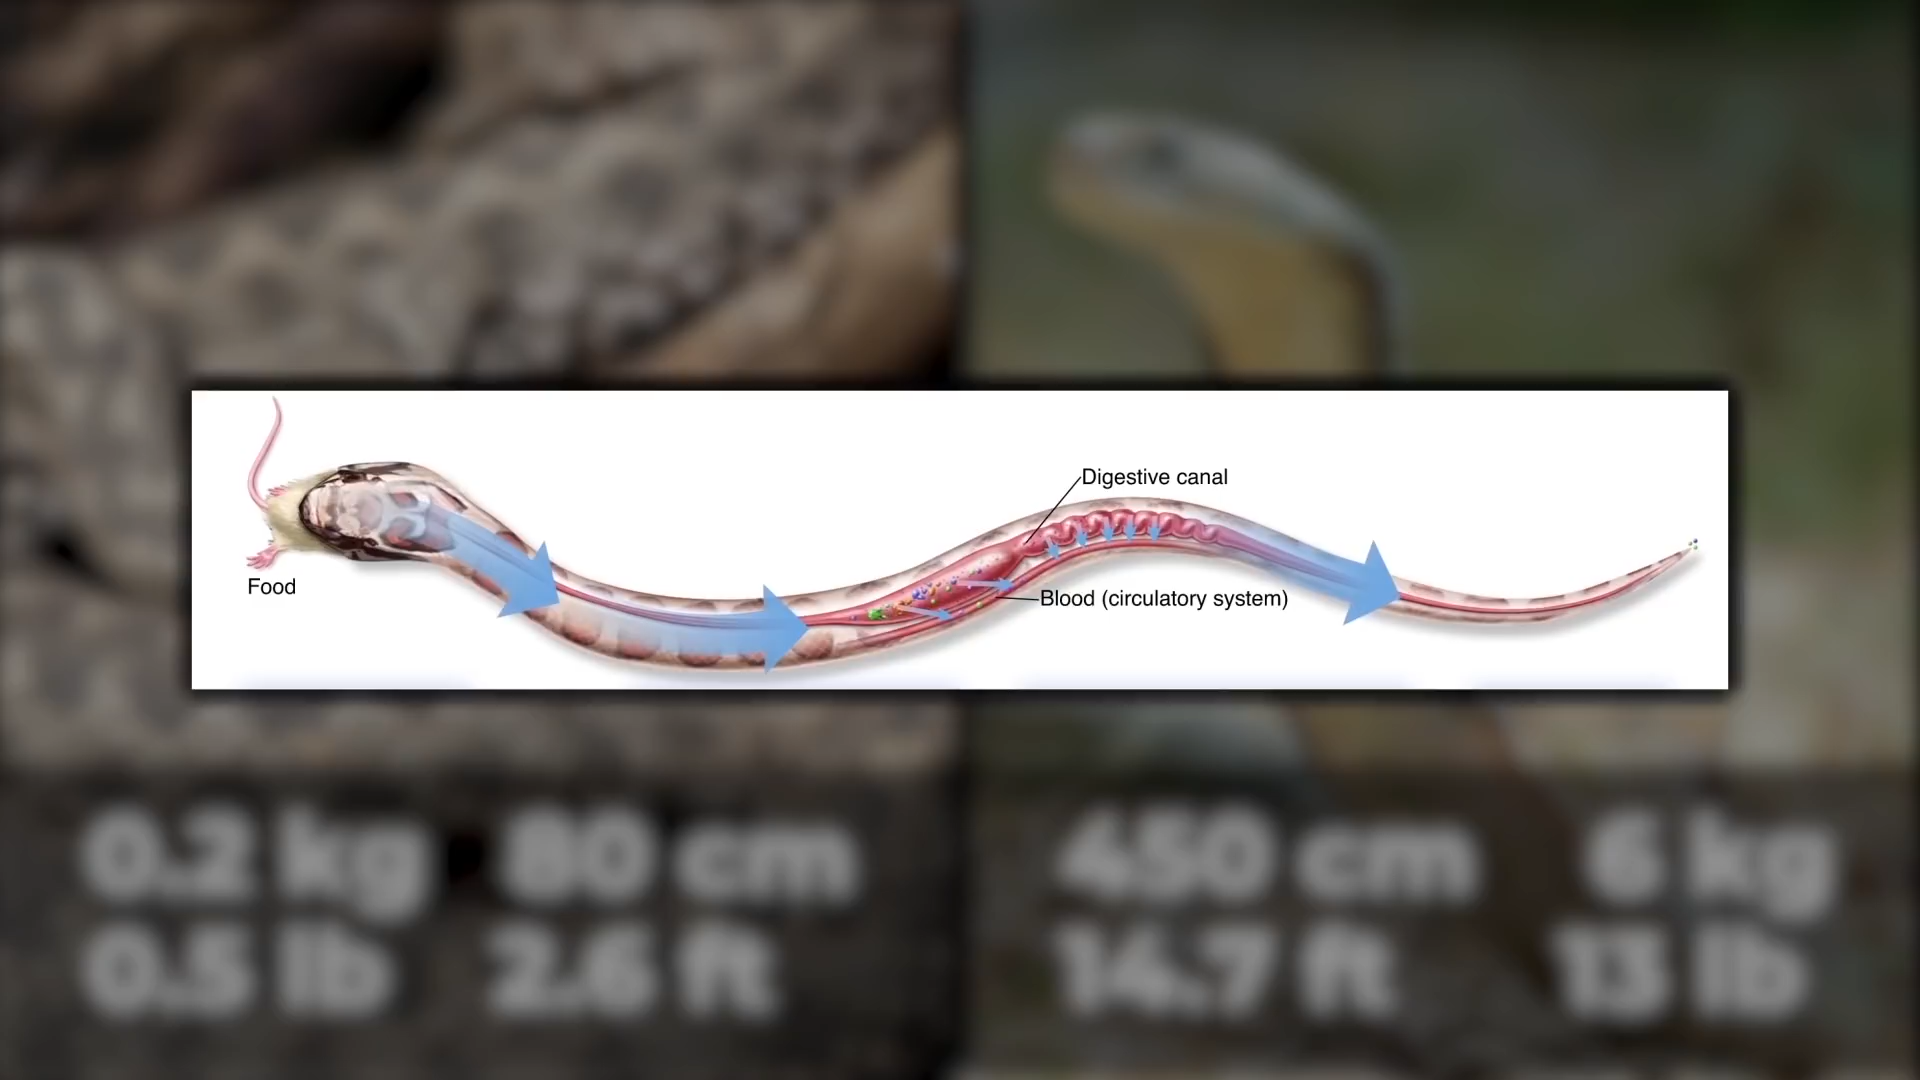 Digestive canal
Food
Blood (circulatory system)
0.2 kg 80 cm
0.5 lb 2.6 ft
450 cm 6 kg
14.7 ft 13 lb